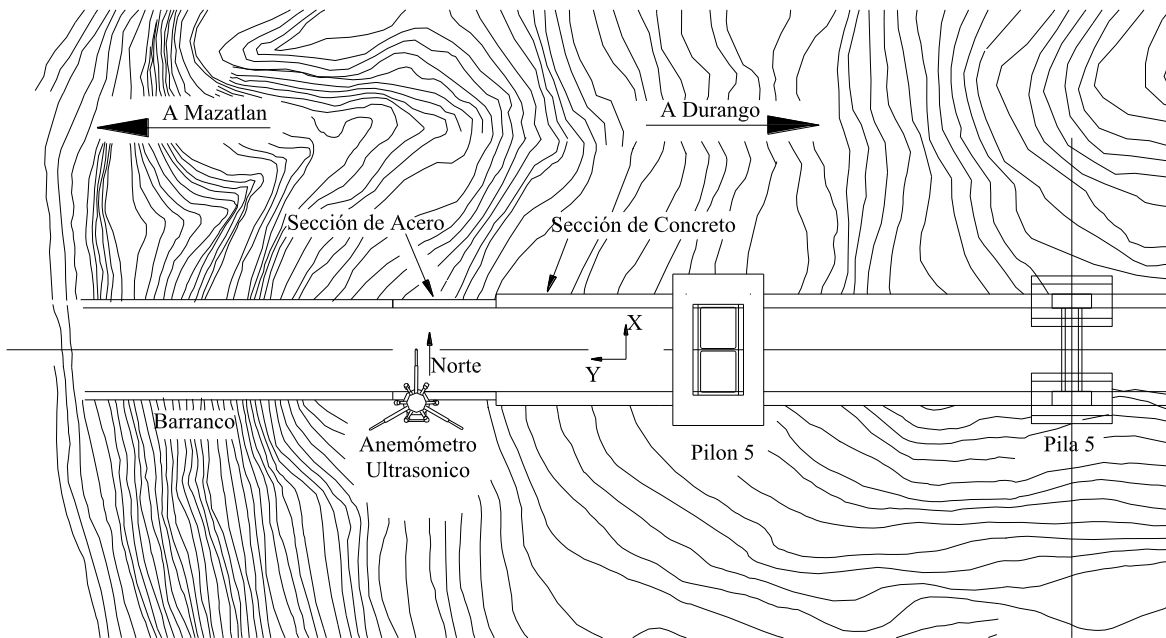 A Mazatlan
A Durango
Sección de Acero
Sección de Concreto
X
Norte
Y
Barranco
Anemómetro
Ultrasonico
Pilon 5
Pila 5